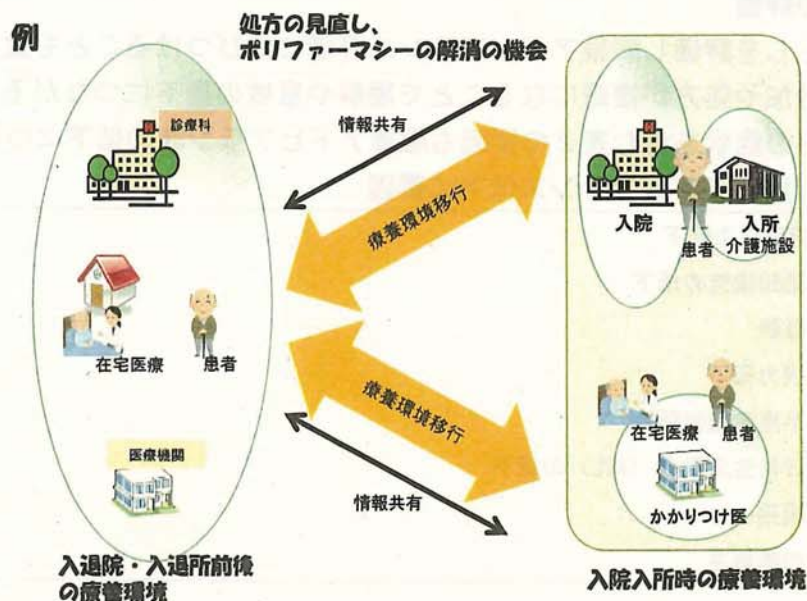 例
処方の見直し、
ポリファーマシーの解消の機会
診療科
在宅医療
患者
医療機関
入退院・入退所前後
の療養環境
情報共有
療養環境移行
療養環境移行
情報共有
入院
患者
入所
介護施設
在宅医療
患者
かかりつけ医
入院入所時の療養環境